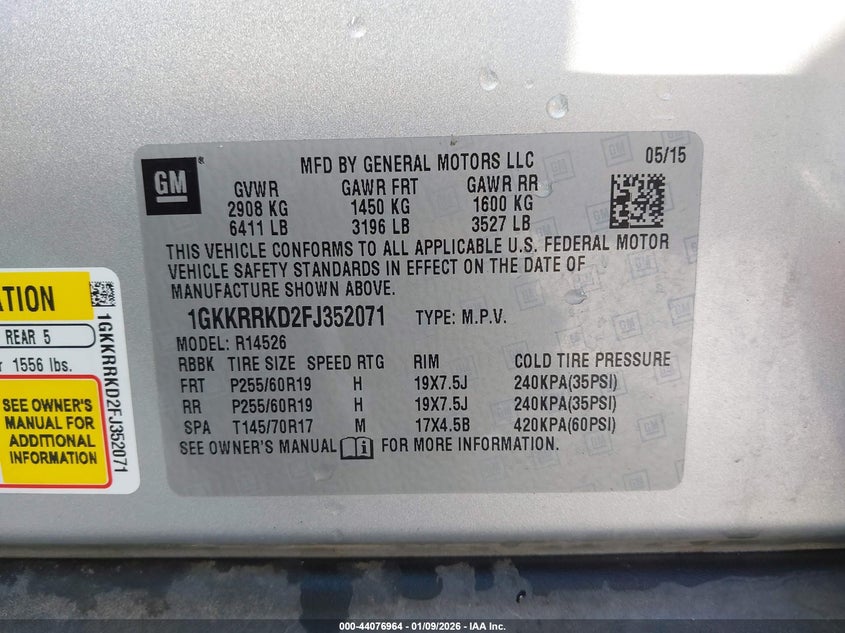 GM ®
MFD BY GENERAL MOTORS LLC 05/15
GVWR GAWR FRT GAWR RR
2908 KG 1450 KG 1600 KG
6411 LB 3196 LB 3527 LB
THIS VEHICLE CONFORMS TO ALL APPLICABLE U.S. FEDERAL MOTOR
VEHICLE SAFETY STANDARDS IN EFFECT ON THE DATE OF
MANUFACTURE SHOWN ABOVE.
1GKKRRKD2FJ352071 TYPE: M.P.V.
MODEL: R14526
RBBK TIRE SIZE SPEED RTG RIM COLD TIRE PRESSURE
FRT P255/60R19 H 19X7.5J 240KPA(35PSI)
RR P255/60R19 H 19X7.5J 240KPA(35PSI)
SPA T145/70R17 M 17X4.5B 420KPA(60PSI)
SEE OWNER'S MANUAL i FOR MORE INFORMATION.
ATION
REAR 5
1556 lbs.
SEE OWNER'S
MANUAL FOR
ADDITIONAL
INFORMATION
1GKKRRKD2FJ352071
000-44076964 - 01/09/2026 - IAA Inc.